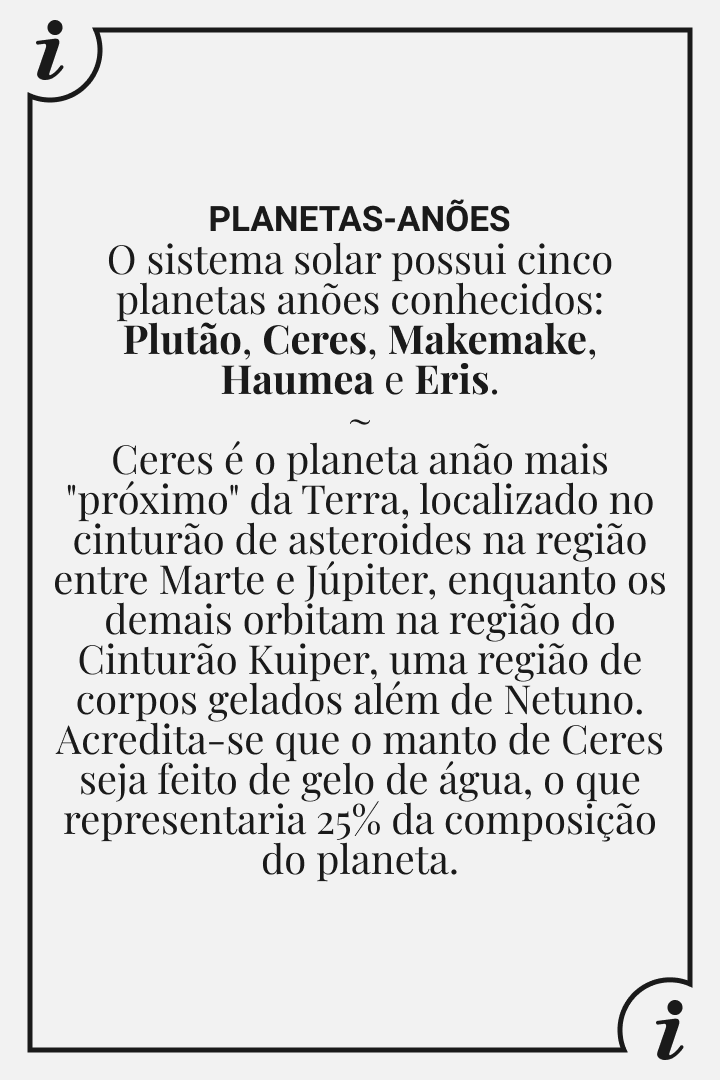 i
PLANETAS-ANÕES
O sistema solar possui cinco
planetas anões conhecidos:
Plutão, Ceres, Makemake,
Haumea e Eris.
~
Ceres é o planeta anão mais
"próximo" da Terra, localizado no
cinturão de asteroides na região
entre Marte e Júpiter, enquanto os
demais orbitam na região do
Cinturão Kuiper, uma região de
corpos gelados além de Netuno.
Acredita-se que o manto de Ceres
seja feito de gelo de água, o que
representaria 25% da composição
do planeta.
i